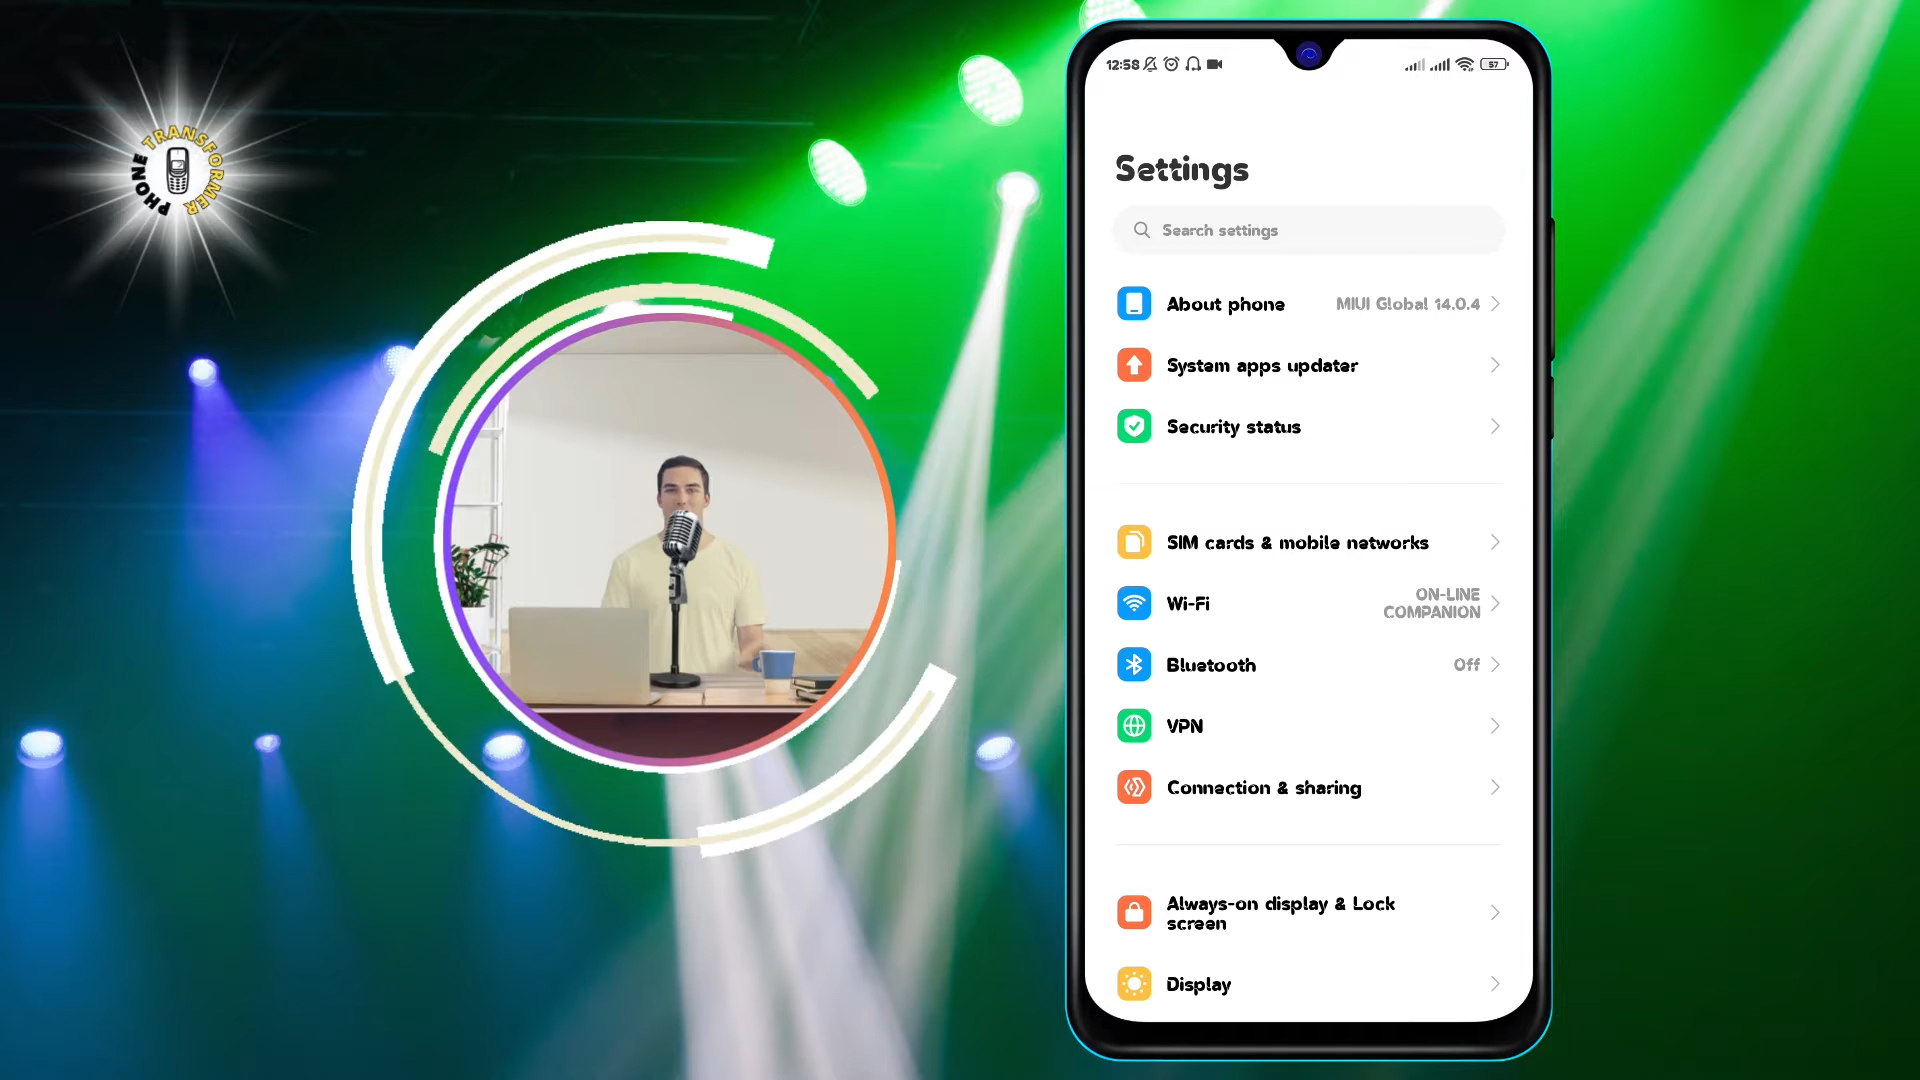 PHONE TRANSFORMER
12:58
57
Settings
Search settings
About phone
MIUI Global 14.0.4
System apps updater
Security status
SIM cards & mobile networks
Wi-Fi
ON-LINE
COMPANION
Bluetooth
Off
VPN
Connection & sharing
Always-on display & Lock
screen
Display